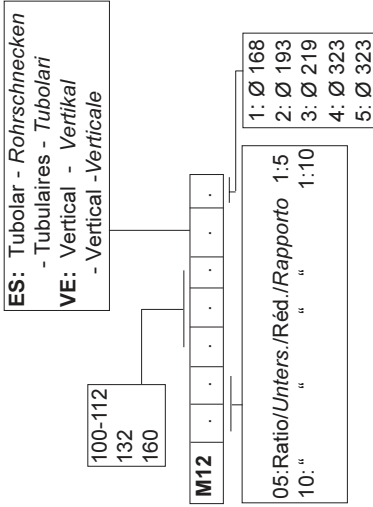 ES: Tubolar - Rohrschnecken
- Tubulaires - Tubolari
VE: Vertical - Vertikal
- Vertical -Verticale
100-112
132
160
M12 . . . . . . .
05:Ratio/Unters./Réd./Rapporto 1:5
10: “ “ “ “ 1:10
1: Ø 168
2: Ø 193
3: Ø 219
4: Ø 323
5: Ø 323